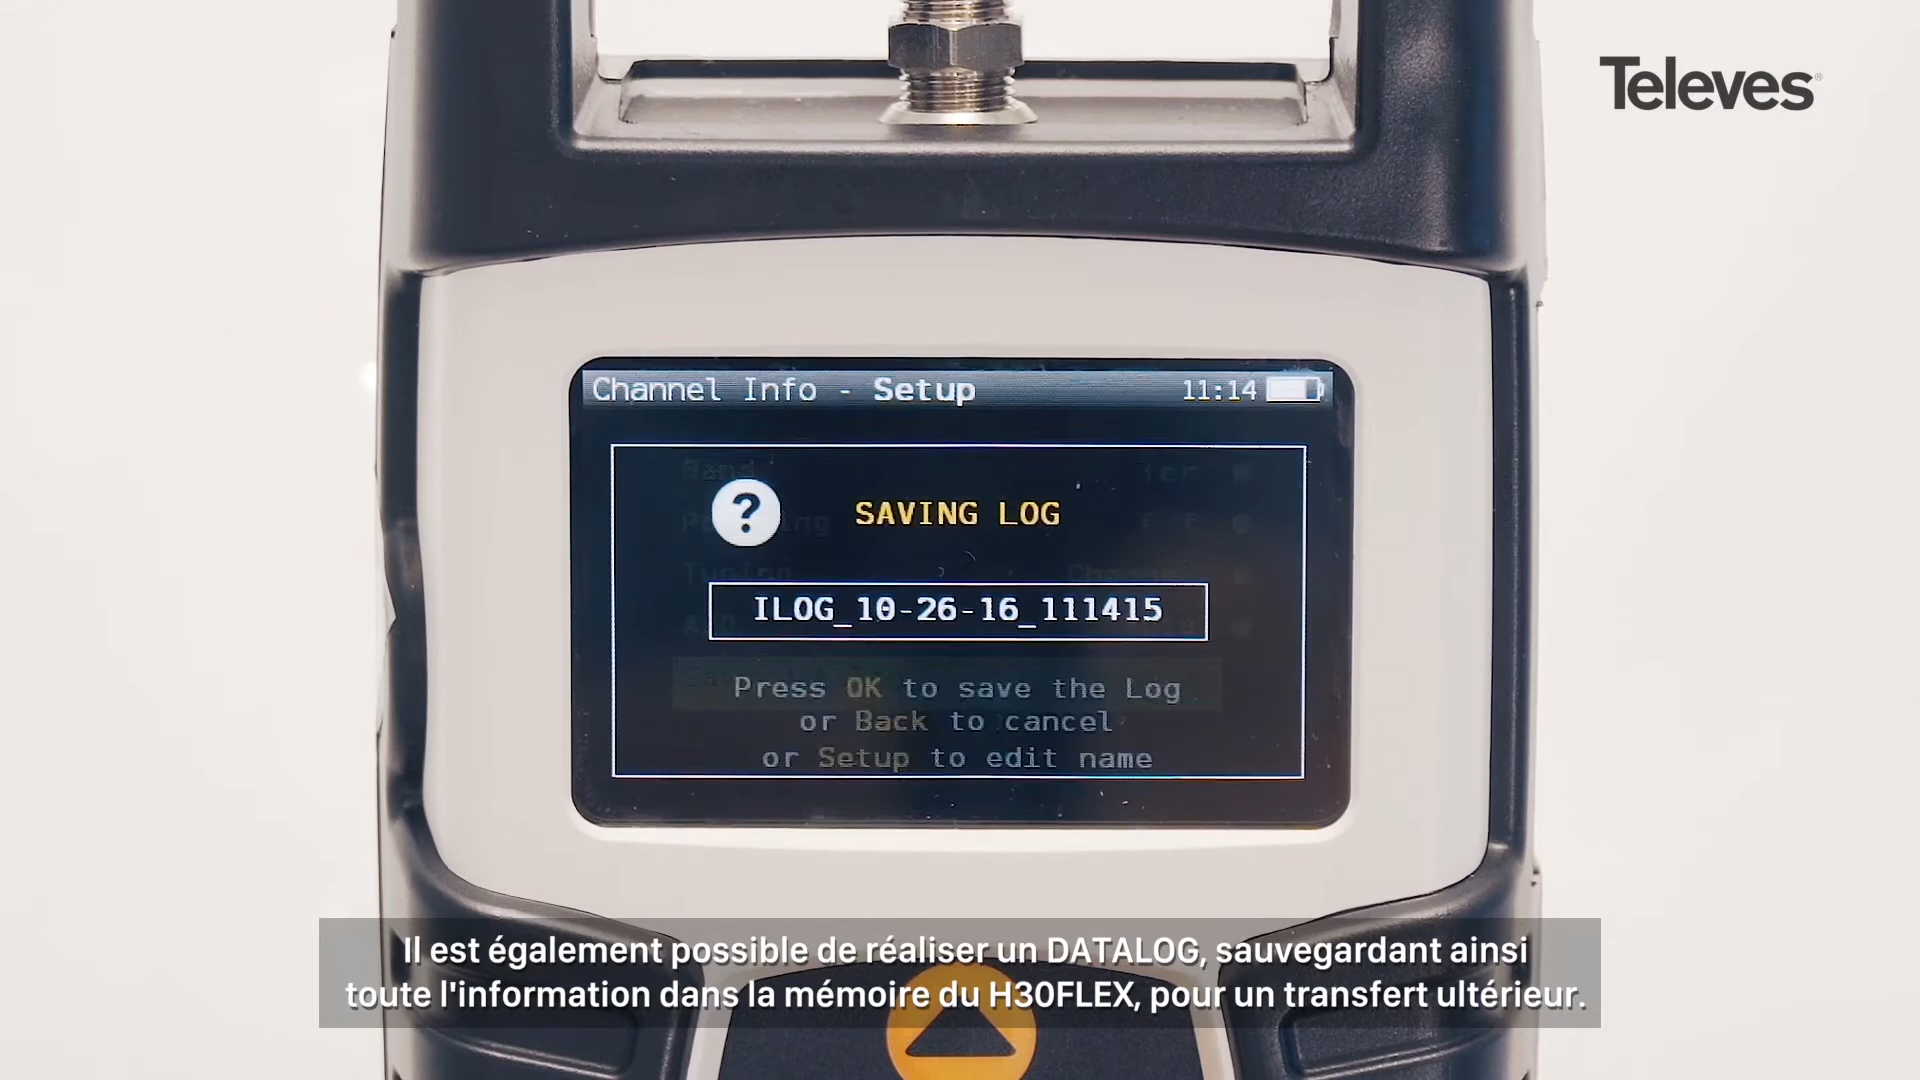 Televes
Channel Info - Setup 11:14
?
SAVING LOG
ILOG_10-26-16_111415
Press OK to save the Log
or Back to cancel
or Setup to edit name
Il est également possible de réaliser un DATALOG, sauvegardant ainsi
toute l'information dans la mémoire du H30FLEX, pour un transfert ultérieur.